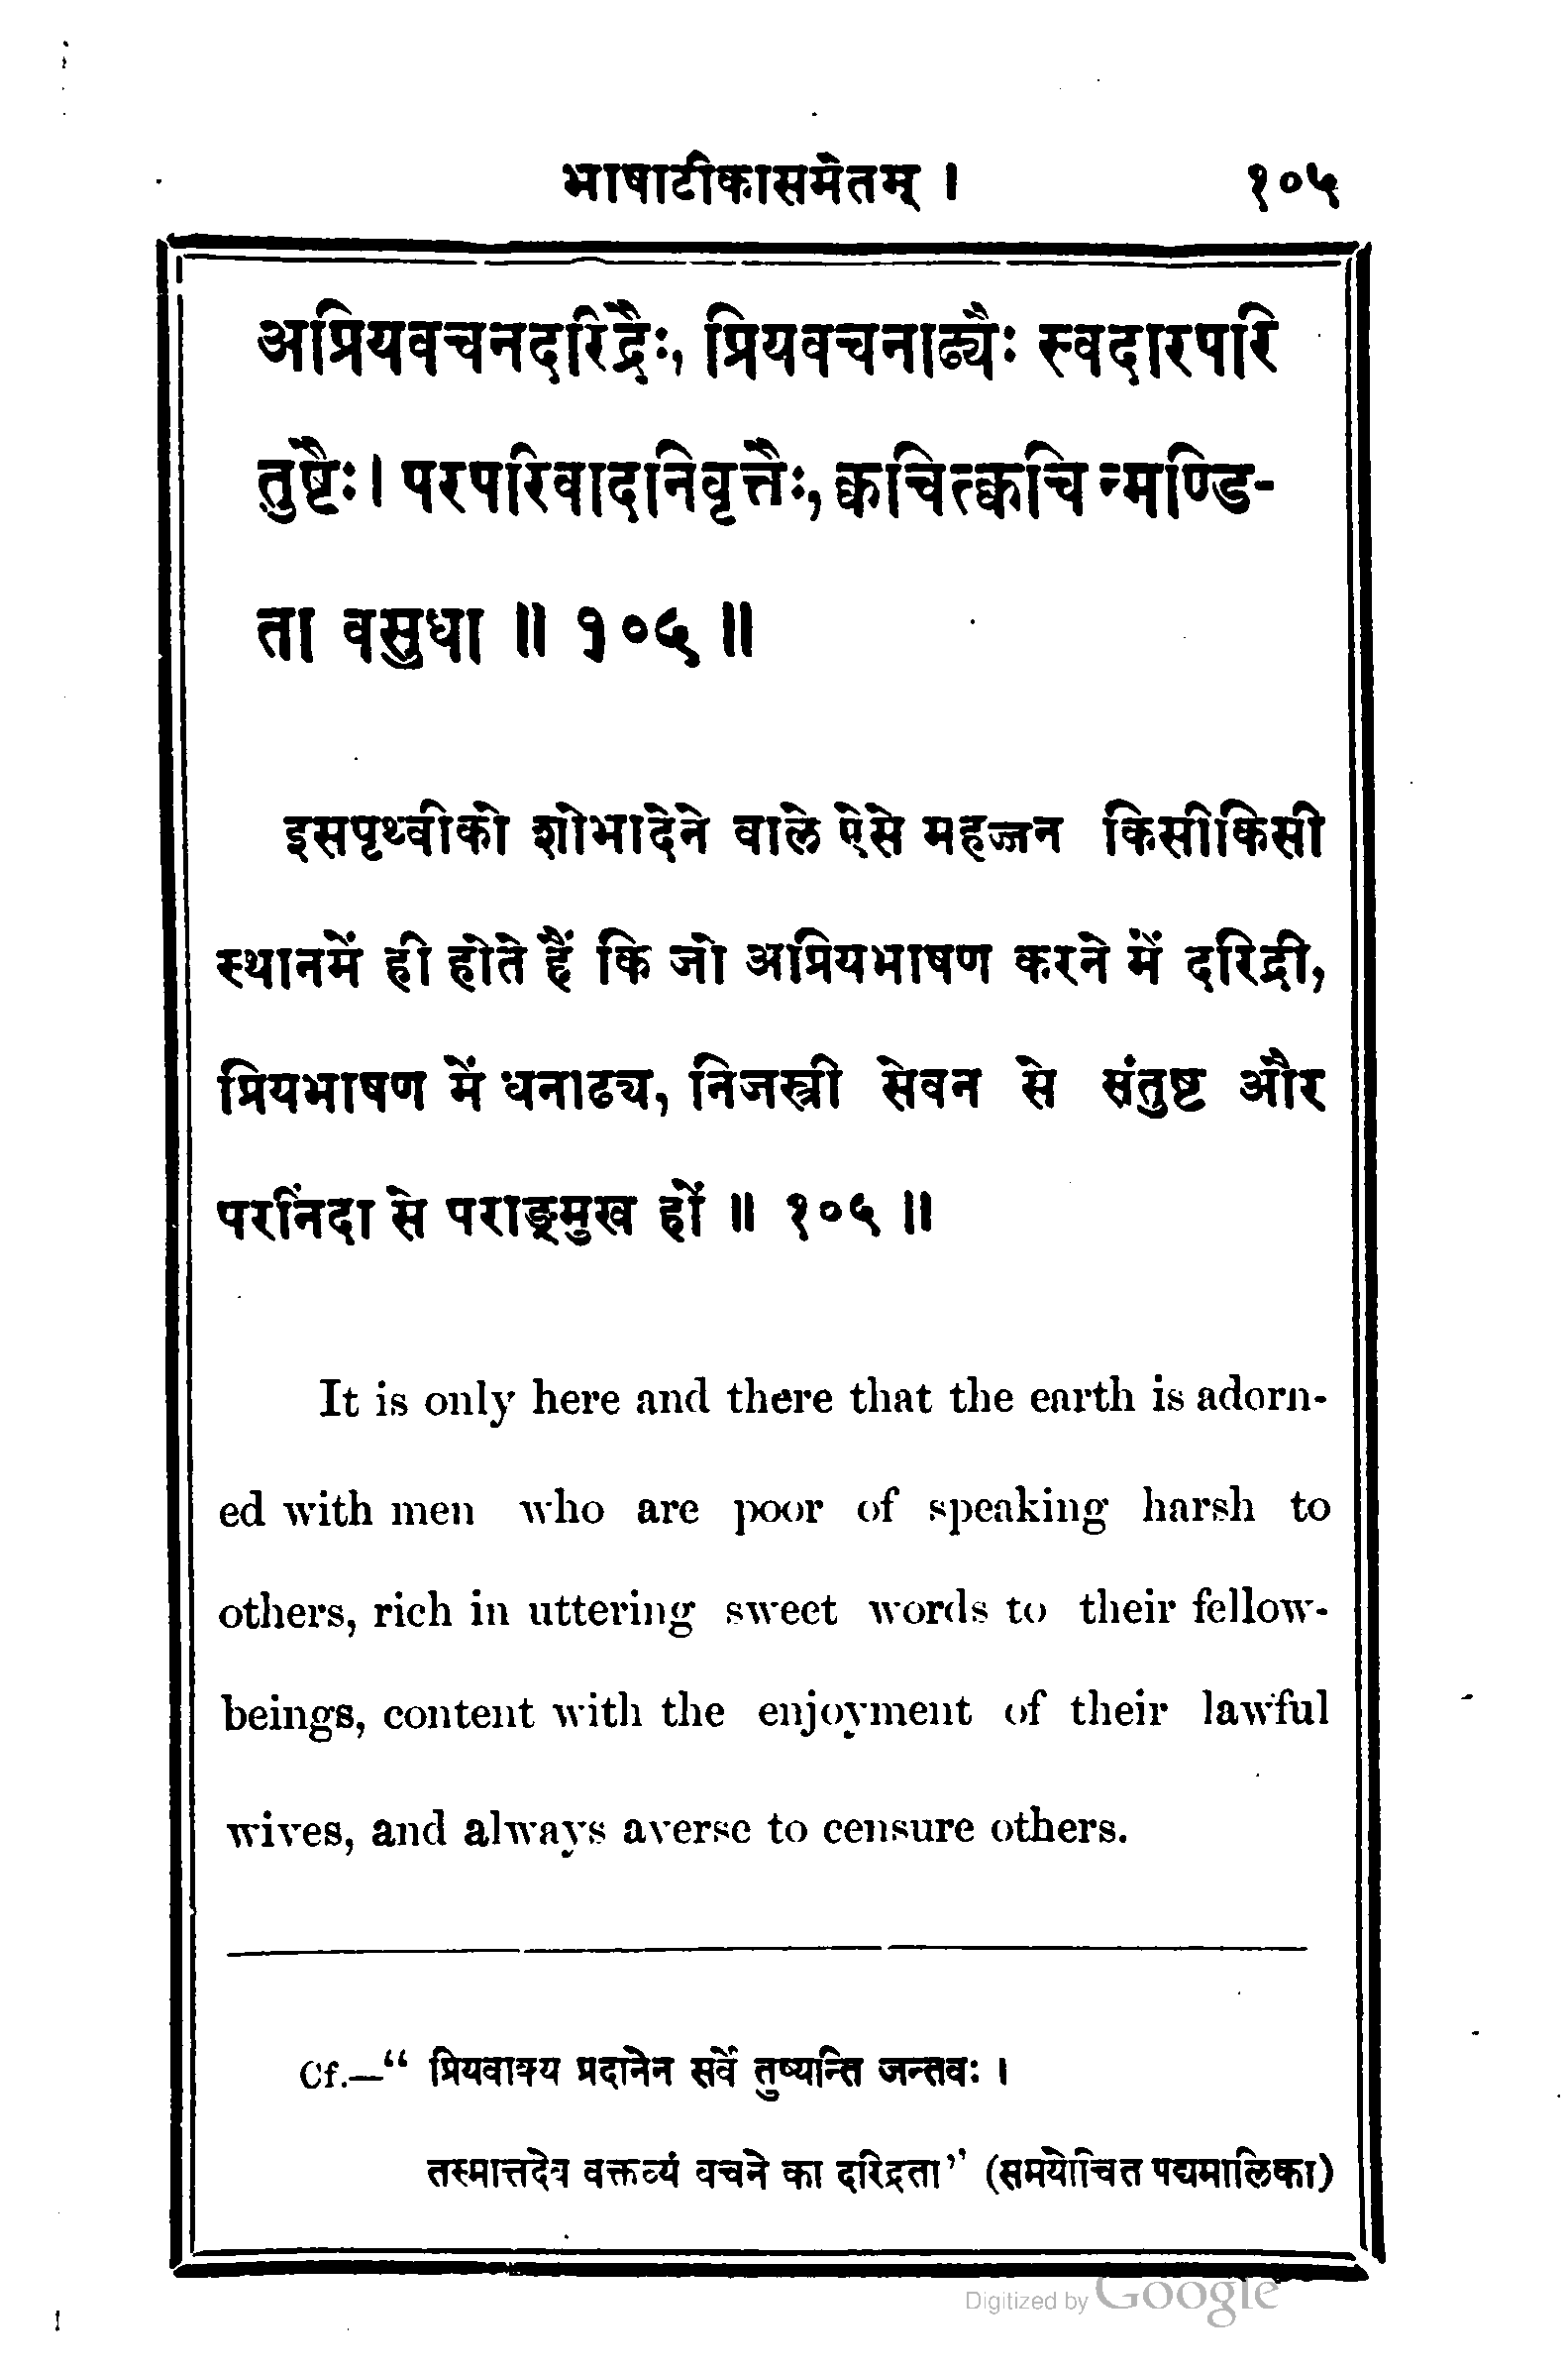 भाषाटीकासमेतम् । १०५
अप्रियवचनदरिद्रैः, प्रियवचनाढ्यैः स्वदारपरि
तुष्टैः। परपरिवादनिवृत्तैः, क्वचित्क्वचिन्मण्डि-
ता वसुधा ॥ १०५ ॥
इसपृथ्वीको शोभादेने वाले ऐसे महज्जन किसीकिसी
स्थानमें ही होते हैं कि जो अप्रियभाषण करने में दरिद्री,
प्रियभाषण में धनाढ्य, निजस्त्री सेवन से संतुष्ट और
परनिंदा से पराङ्मुख हों ॥ १०५ ॥
It is only here and there that the earth is adorn-
ed with men who are poor of speaking harsh to
others, rich in uttering sweet words to their fellow-
beings, content with the enjoyment of their lawful
wives, and always averse to censure others.
Cf.—“ प्रियवाक्य प्रदानेन सर्वे तुष्यन्ति जन्तवः ।
तस्मात्तदेव वक्तव्यं वचने का दरिद्रता” (समयोचित पद्यमालिका)
Digitized by Google